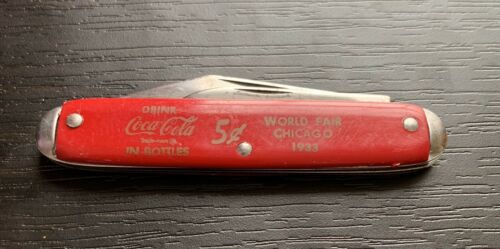 DRINK
Coca-Cola
IN BOTTLES
5¢
WORLD FAIR
CHICAGO
1933